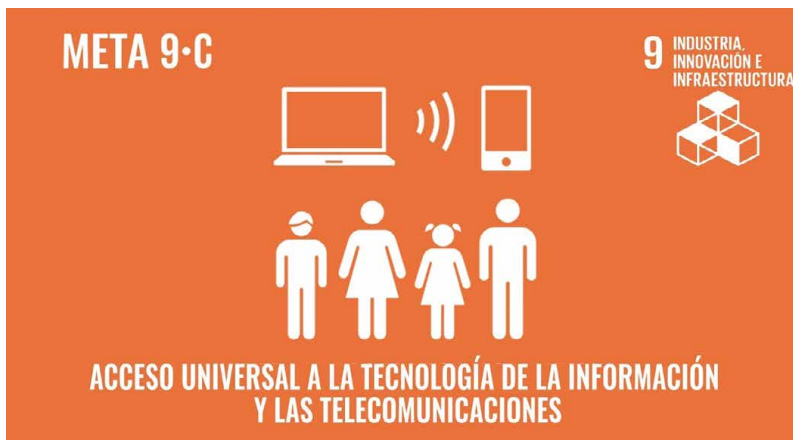 META 9·C
9 INDUSTRIA,
INNOVACIÓN E
INFRAESTRUCTURA
ACCESO UNIVERSAL A LA TECNOLOGÍA DE LA INFORMACIÓN
Y LAS TELECOMUNICACIONES